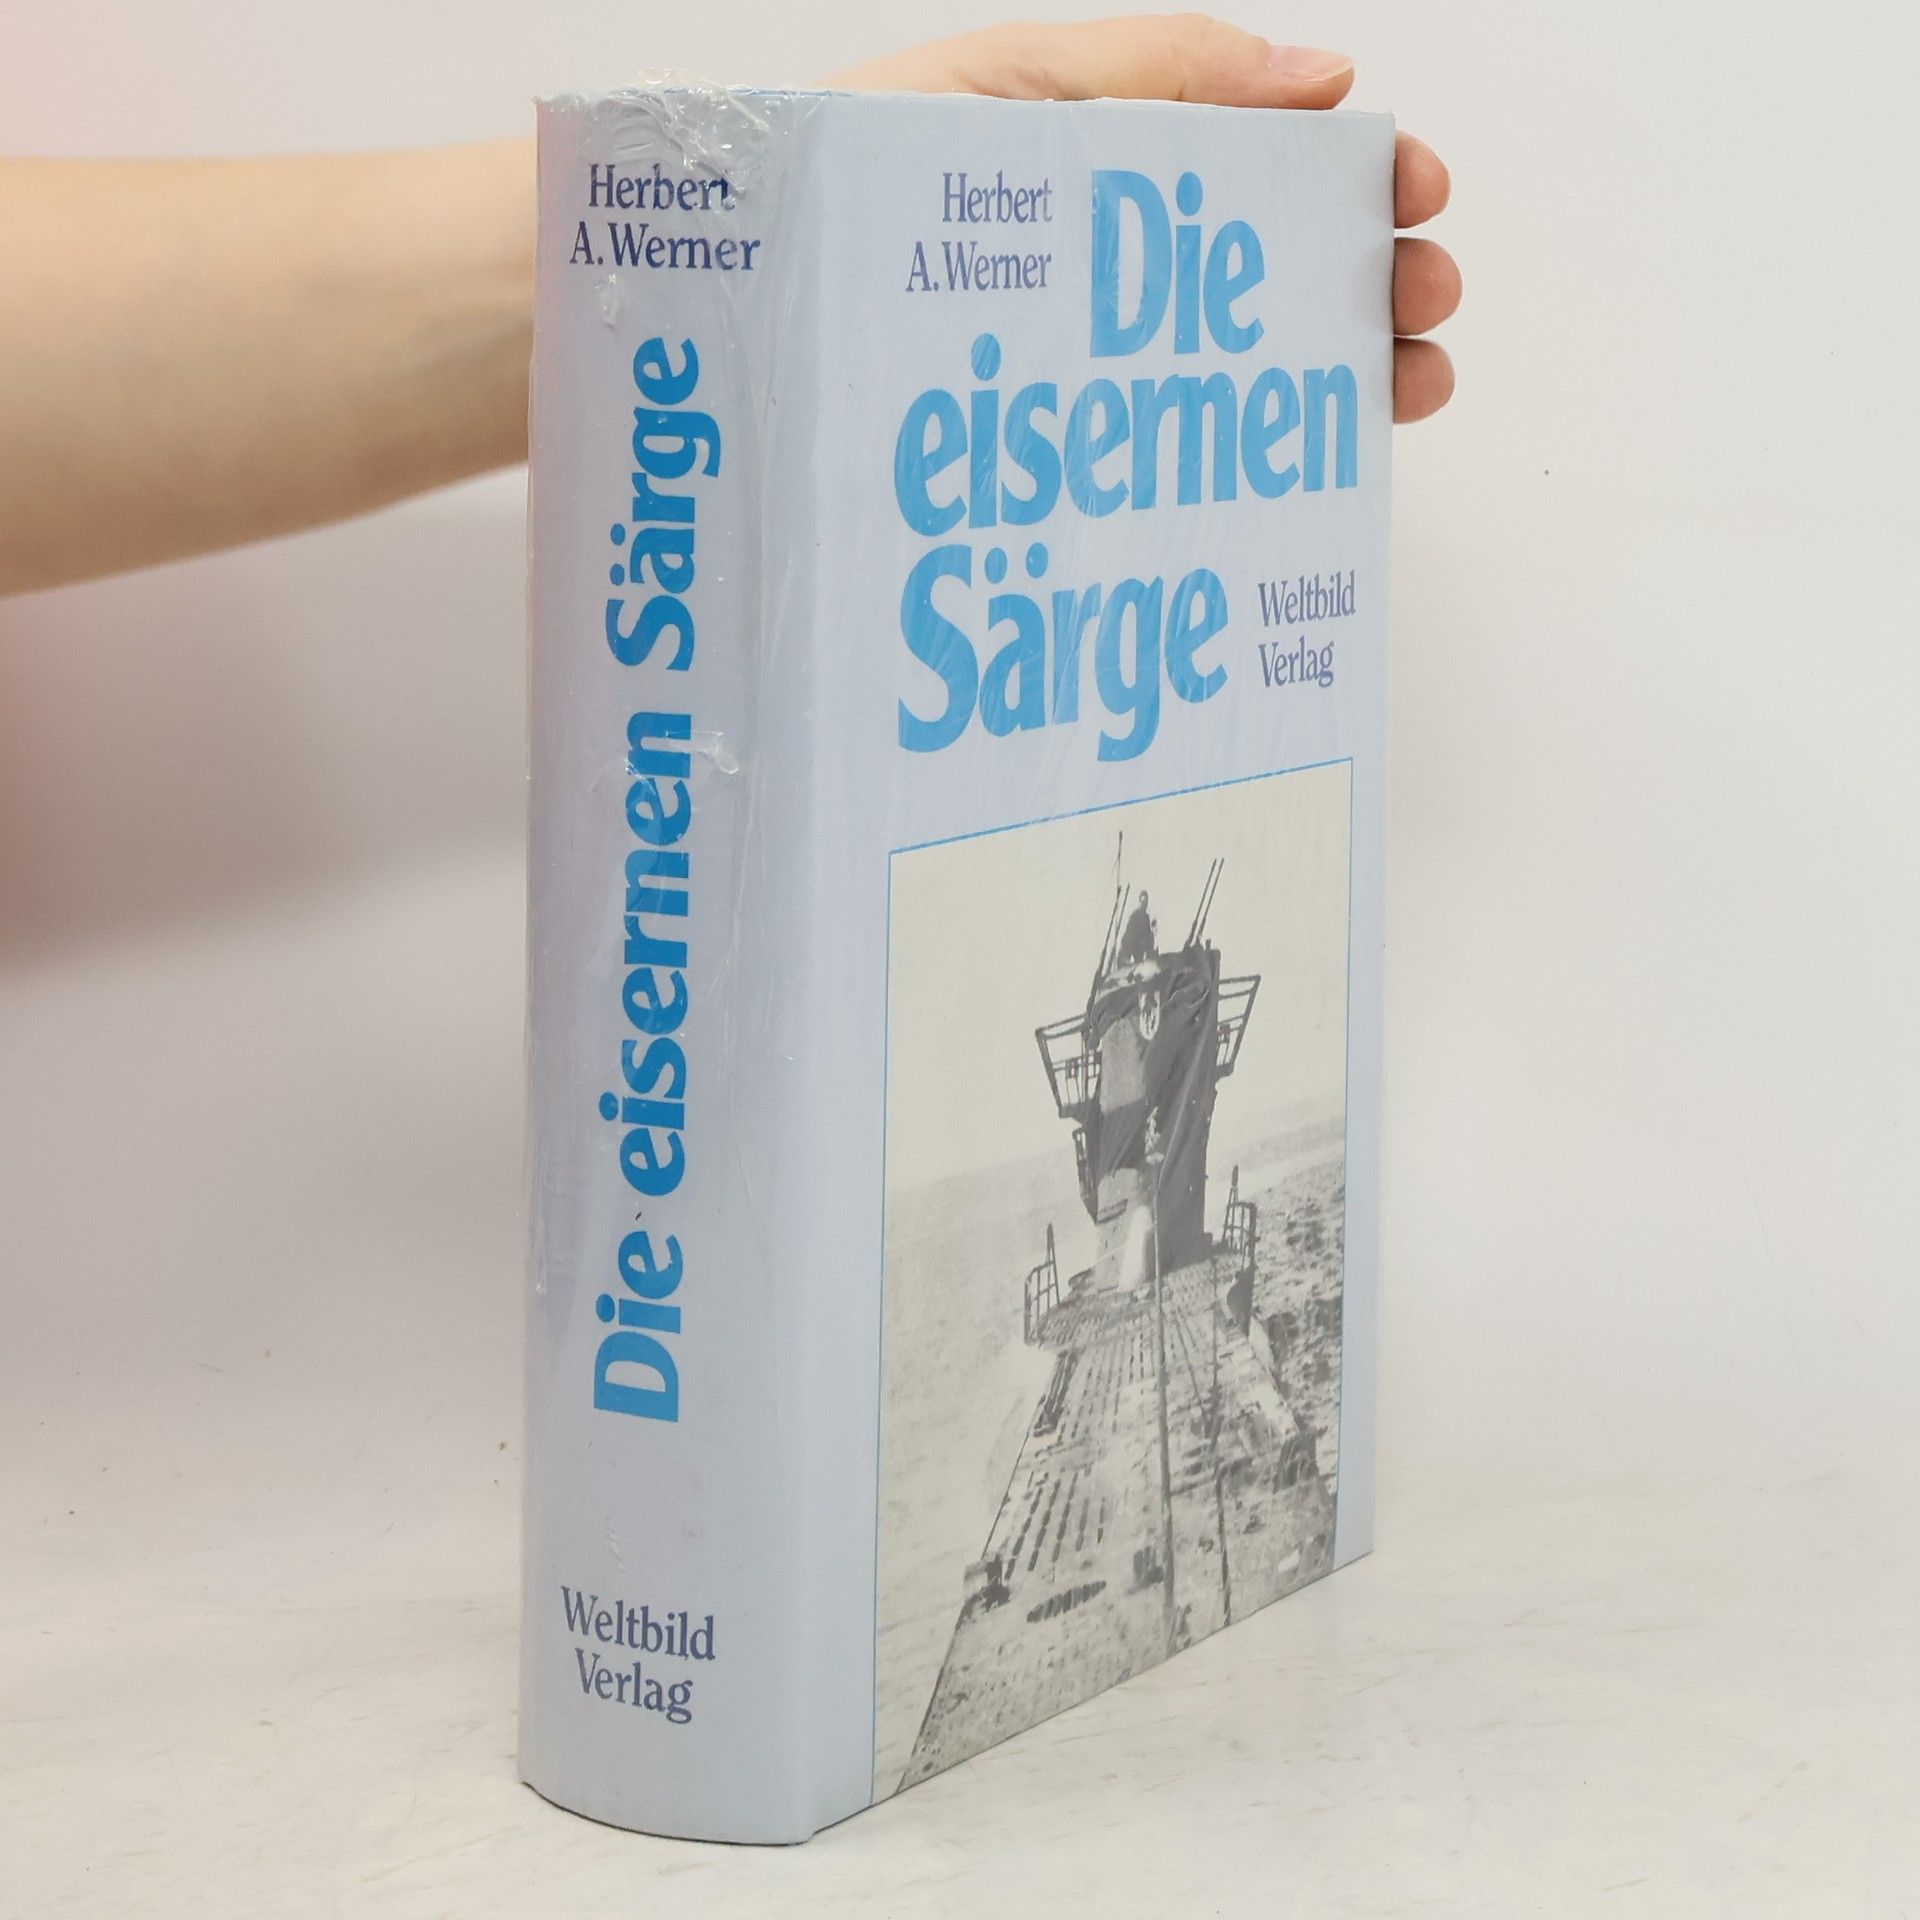 Herbert
A. Werner
Die eisernen Särge
Weltbild
Verlag
Herbert
A. Werner
Die
eisernen
Särge
Weltbild
Verlag